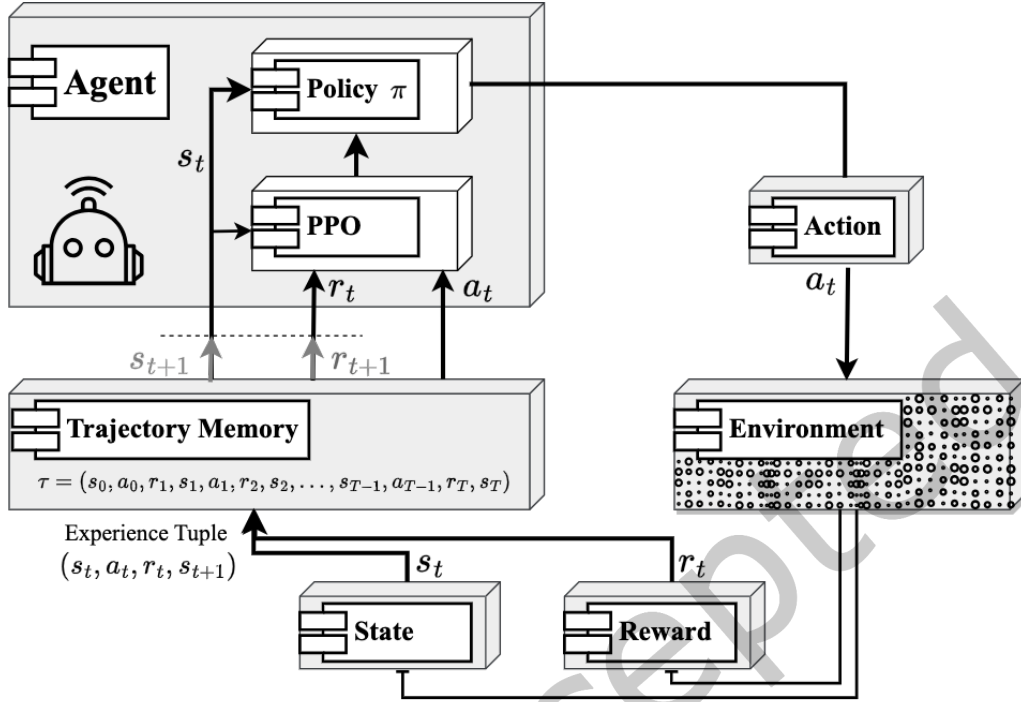 Agent
Policy π
s_t
PPO
Action
r_t
a_t
a_t
s_{t+1}
r_{t+1}
Trajectory Memory
Environment
τ = (s_0, a_0, r_1, s_1, a_1, r_2, s_2, …, s_{T−1}, a_{T−1}, r_T, s_T)
Experience Tuple
(s_t, a_t, r_t, s_{t+1})
s_t
r_t
State
Reward
epted